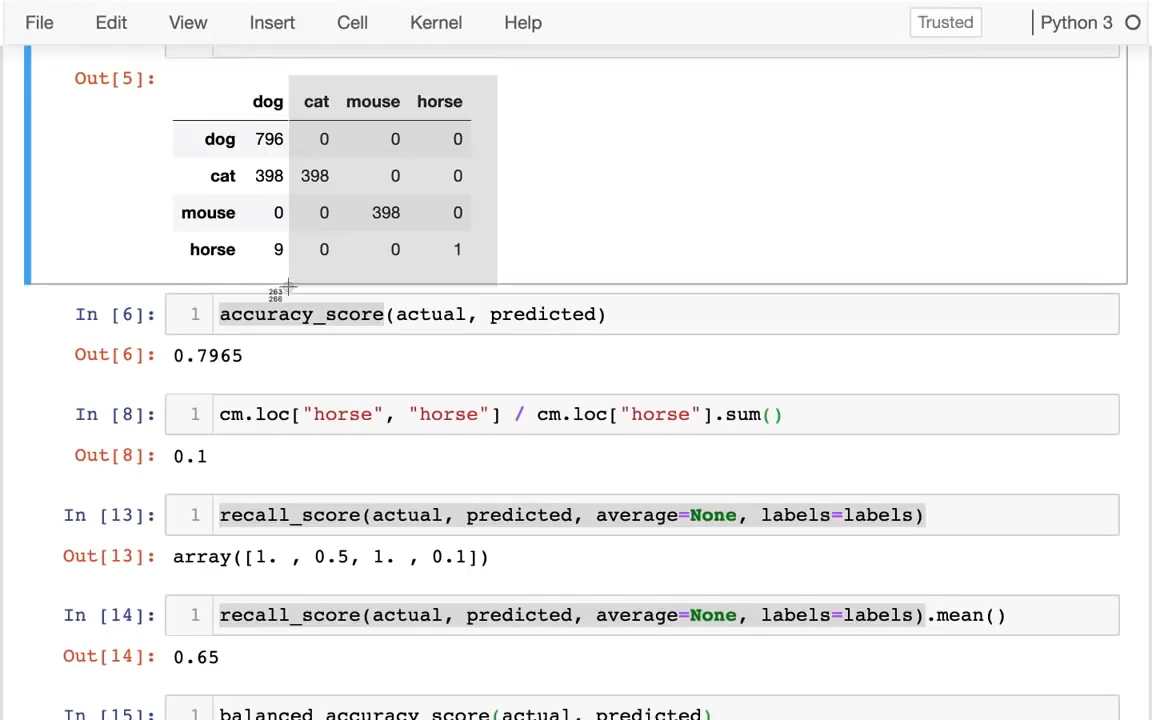 File Edit View Insert Cell Kernel Help Trusted Python 3
Out[5]:
dog cat mouse horse
dog 796 0 0 0
cat 398 398 0 0
mouse 0 0 398 0
horse 9 0 0 1
263
266
In [6]: 1 accuracy_score(actual, predicted)
Out[6]: 0.7965
In [8]: 1 cm.loc["horse", "horse"] / cm.loc["horse"].sum()
Out[8]: 0.1
In [13]: 1 recall_score(actual, predicted, average=None, labels=labels)
Out[13]: array([1. , 0.5, 1. , 0.1])
In [14]: 1 recall_score(actual, predicted, average=None, labels=labels).mean()
Out[14]: 0.65
In [15]: 1 balanced_accuracy_score(actual, predicted)